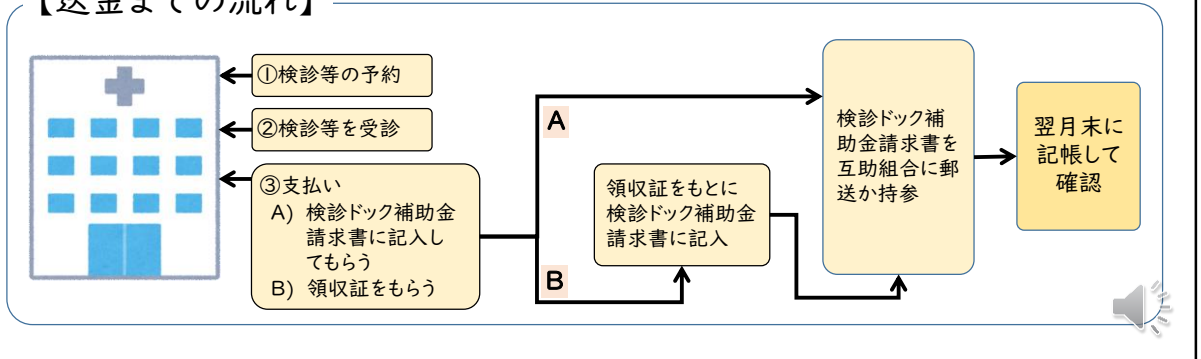 【送金までの流れ】
①検診等の予約
②検診等を受診
③支払い
A) 検診ドック補助金
請求書に記入し
てもらう
B) 領収証をもらう
A
B
領収証をもとに
検診ドック補助金
請求書に記入
検診ドック補
助金請求書を
互助組合に郵
送か持参
翌月末に
記帳して
確認